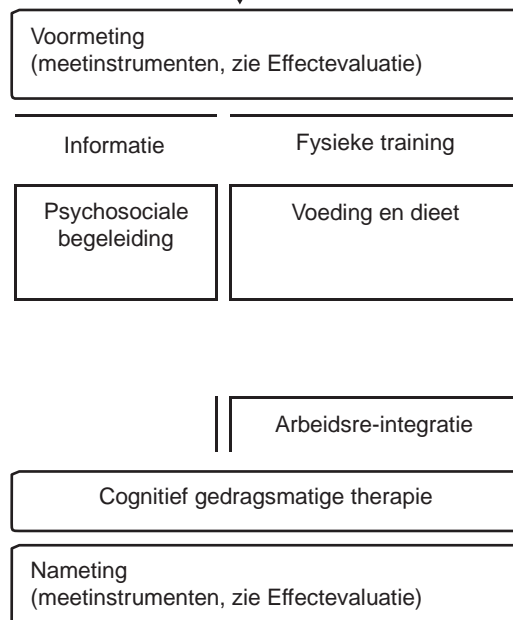 Voormeting
(meetinstrumenten, zie Effectevaluatie)
Informatie
Fysieke training
Psychosociale
begeleiding
Voeding en dieet
Arbeidsre-integratie
Cognitief gedragsmatige therapie
Nameting
(meetinstrumenten, zie Effectevaluatie)